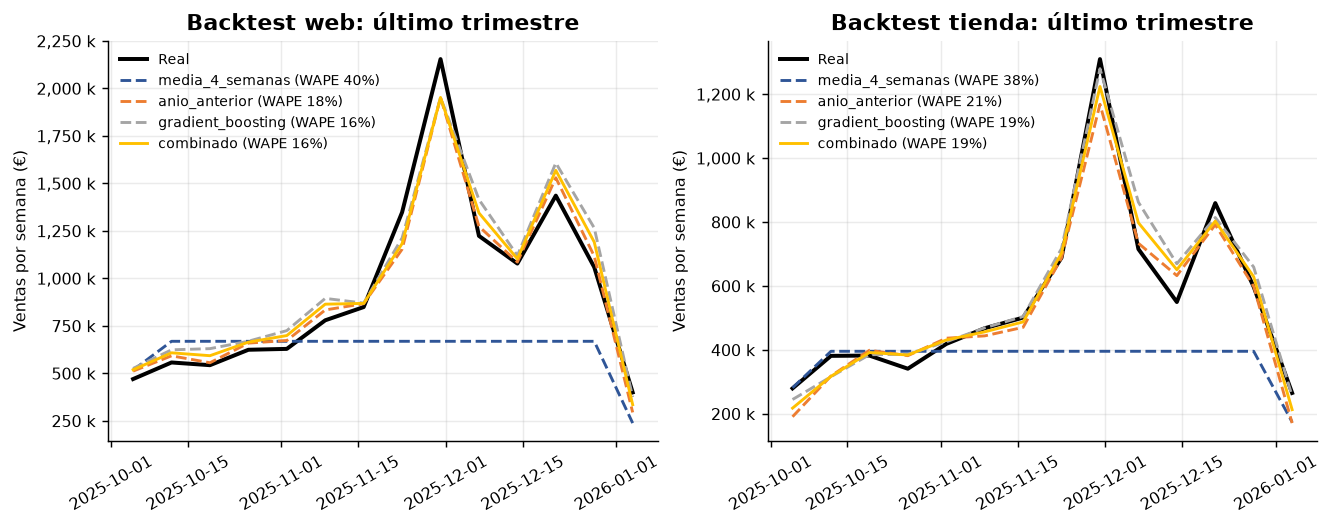 Backtest web: último trimestre
Ventas por semana (€)
2,250 k
2,000 k
1,750 k
1,500 k
1,250 k
1,000 k
750 k
500 k
250 k
Real
media_4_semanas (WAPE 40%)
anio_anterior (WAPE 18%)
gradient_boosting (WAPE 16%)
combinado (WAPE 16%)
2025-10-01
2025-10-15
2025-11-01
2025-11-15
2025-12-01
2025-12-15
2026-01-01
Backtest tienda: último trimestre
Ventas por semana (€)
1,200 k
1,000 k
800 k
600 k
400 k
200 k
Real
media_4_semanas (WAPE 38%)
anio_anterior (WAPE 21%)
gradient_boosting (WAPE 19%)
combinado (WAPE 19%)
2025-10-01
2025-10-15
2025-11-01
2025-11-15
2025-12-01
2025-12-15
2026-01-01